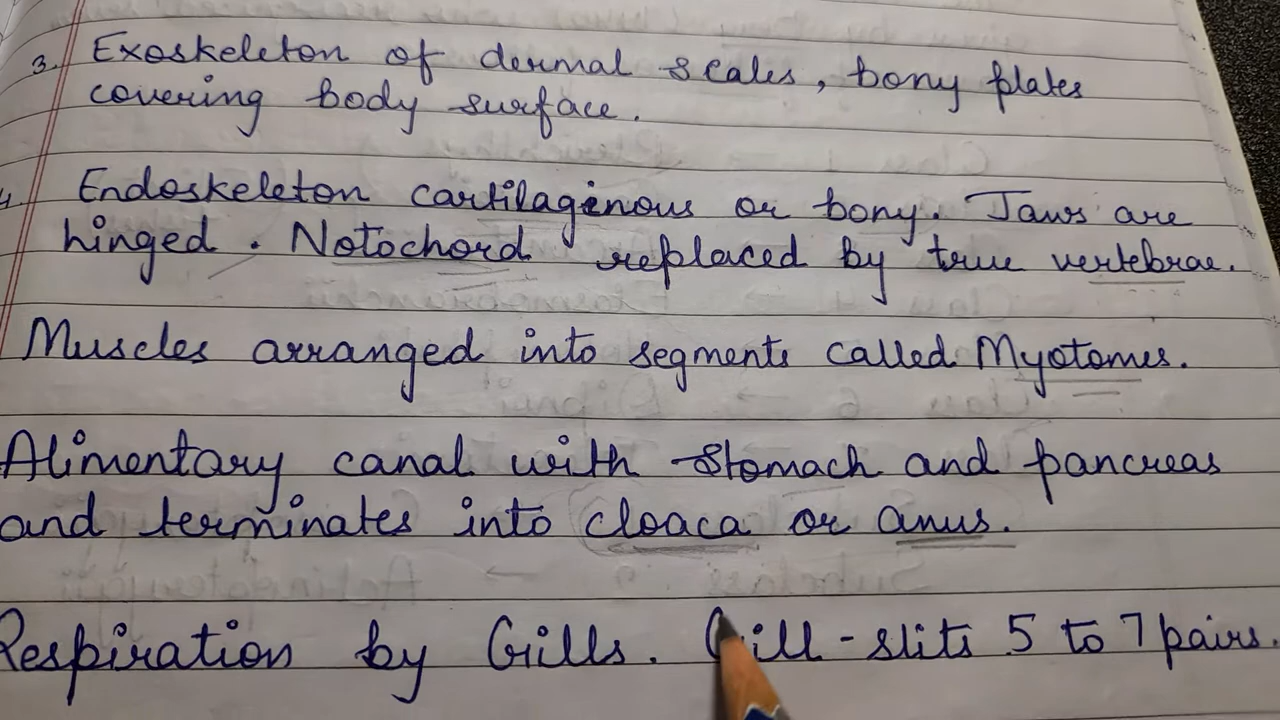 3. Exoskeleton of dermal scales, bony plates
covering body surface.
4. Endoskeleton cartilagenous or bony. Jaws are
hinged. Notochord replaced by true vertebrae.
Muscles arranged into segments called Myotomes.
Alimentary canal with stomach and pancreas
and terminates into cloaca or anus.
Respiration by Gills. Gill-slits 5 to 7 pairs.